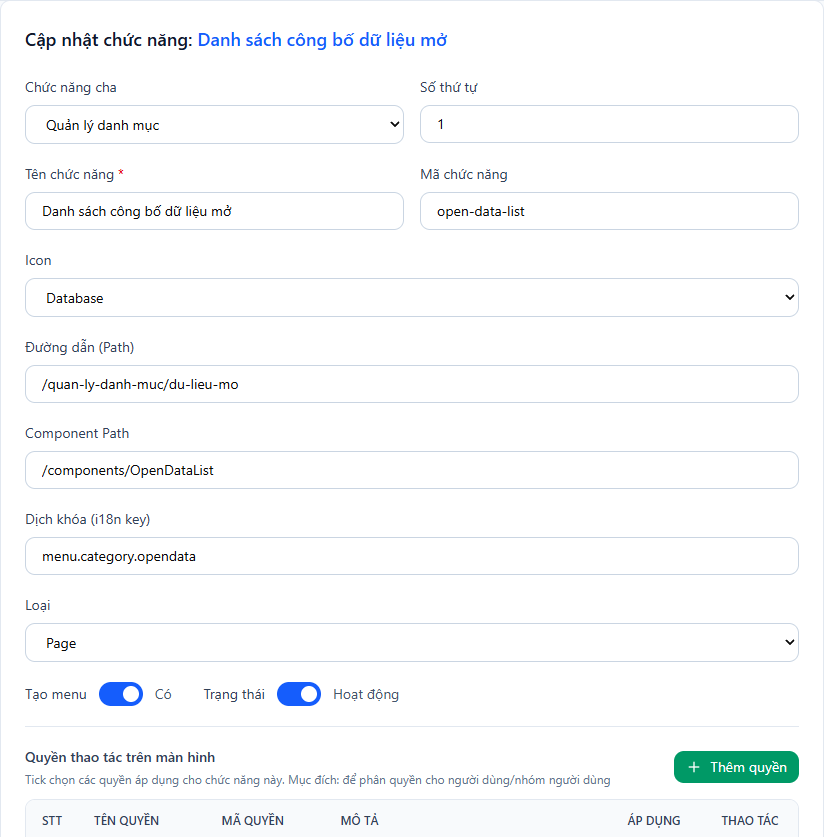 Cập nhật chức năng: Danh sách công bố dữ liệu mở
Chức năng cha
Số thứ tự
Quản lý danh mục
1
Tên chức năng *
Mã chức năng
Danh sách công bố dữ liệu mở
open-data-list
Icon
Database
Đường dẫn (Path)
/quan-ly-danh-muc/du-lieu-mo
Component Path
/components/OpenDataList
Dịch khóa (i18n key)
menu.category.opendata
Loại
Page
Tạo menu Có Trạng thái Hoạt động
Quyền thao tác trên màn hình
Tick chọn các quyền áp dụng cho chức năng này. Mục đích: để phân quyền cho người dùng/nhóm người dùng
+ Thêm quyền
STT TÊN QUYỀN MÃ QUYỀN MÔ TẢ ÁP DỤNG THAO TÁC